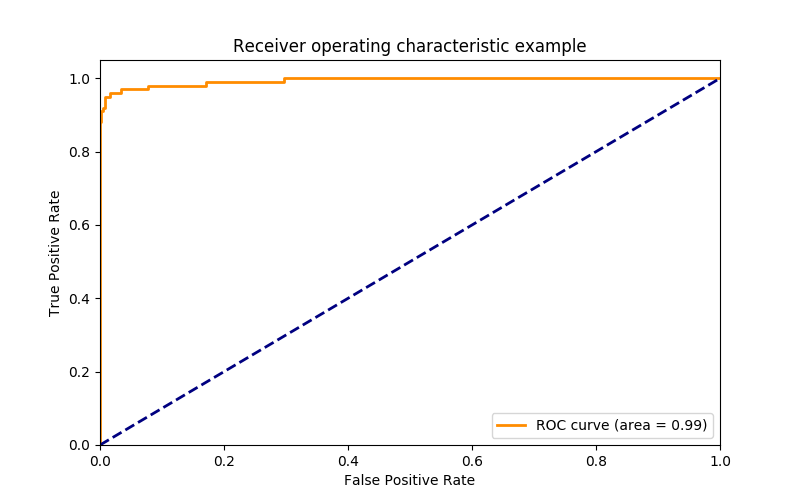 Receiver operating characteristic example
True Positive Rate
1.0
0.8
0.6
0.4
0.2
0.0
ROC curve (area = 0.99)
0.0 0.2 0.4 0.6 0.8 1.0
False Positive Rate